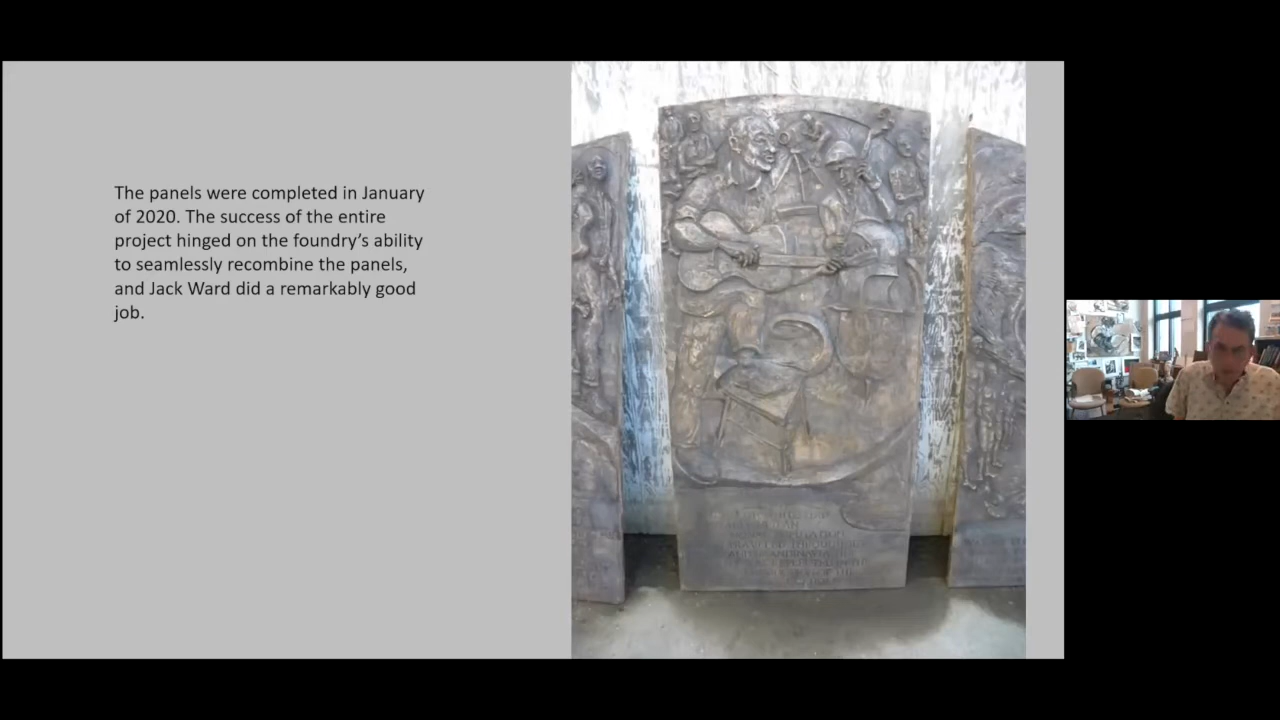 The panels were completed in January
of 2020. The success of the entire
project hinged on the foundry’s ability
to seamlessly recombine the panels,
and Jack Ward did a remarkably good
job.